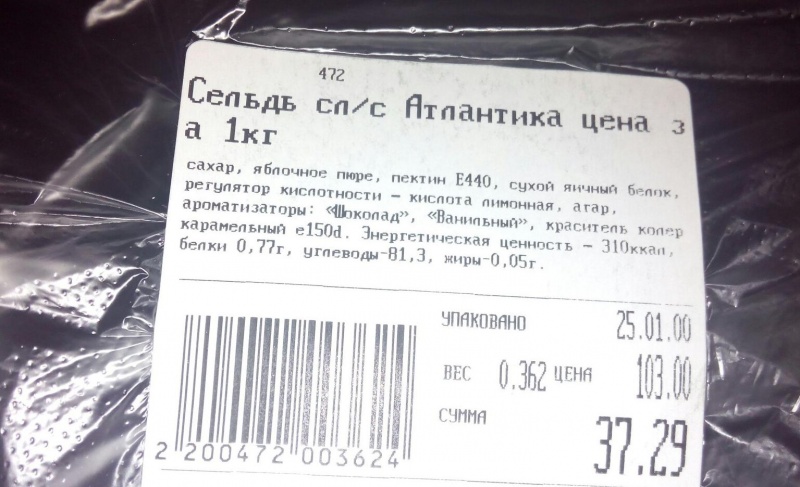 472
Сельдь сл/с Атлантика цена з
а 1кг
сахар, яблочное пюре, пектин Е440, сухой яичный белок,
регулятор кислотности – кислота лимонная, агар,
ароматизаторы: «Шоколад», «Ванильный», краситель колер
карамельный е150d. Энергетическая ценность – 310ккал,
белки 0,77г, углеводы-81,3, жиры-0,05г.
УПАКОВАНО 25.01.00
ВЕС 0.362 ЦЕНА 103.00
СУММА 37.29
2 200472 003624